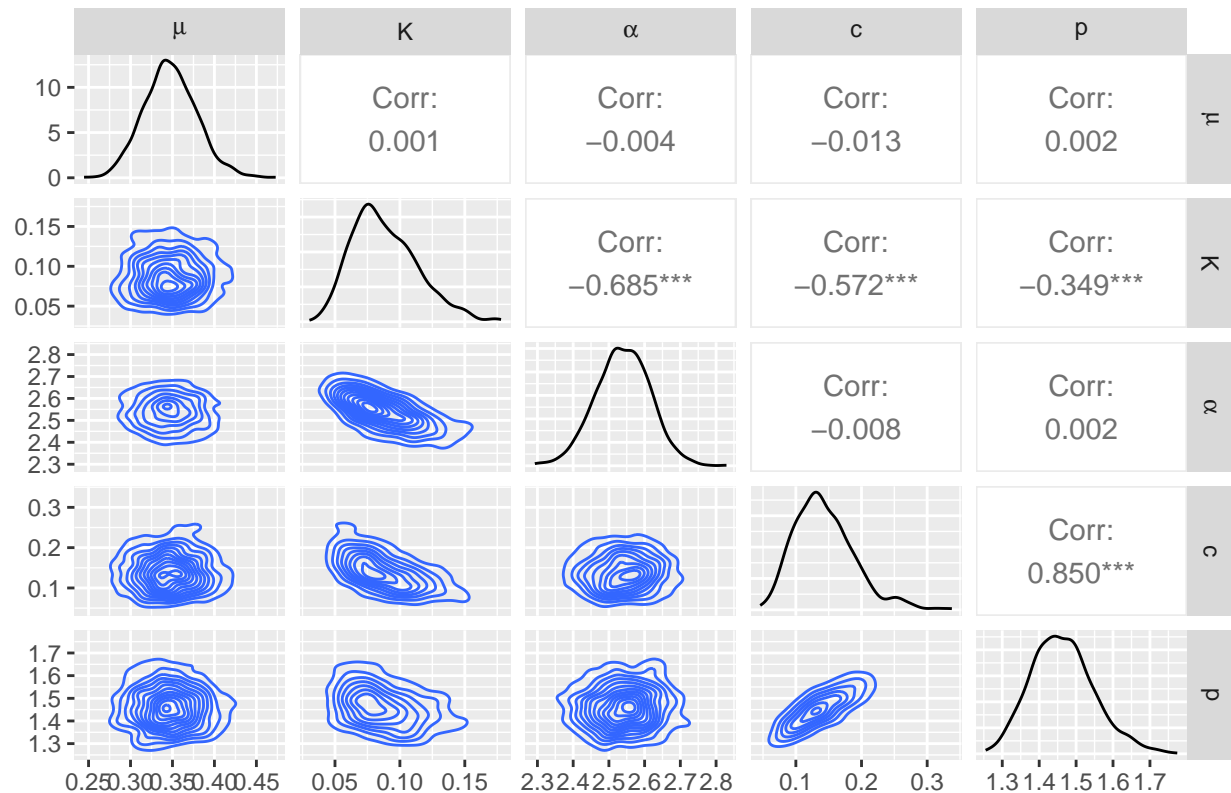 μ K α c p
10
5
0
Corr:
0.001
Corr:
−0.004
Corr:
−0.013
Corr:
0.002
μ
0.15
0.10
0.05
Corr:
−0.685***
Corr:
−0.572***
Corr:
−0.349***
K
2.8
2.7
2.6
2.5
2.4
2.3
Corr:
−0.008
Corr:
0.002
α
0.3
0.2
0.1
Corr:
0.850***
c
1.7
1.6
1.5
1.4
1.3
p
0.25 0.30 0.35 0.40 0.45 0.05 0.10 0.15 2.3 2.4 2.5 2.6 2.7 2.8 0.1 0.2 0.3 1.3 1.4 1.5 1.6 1.7